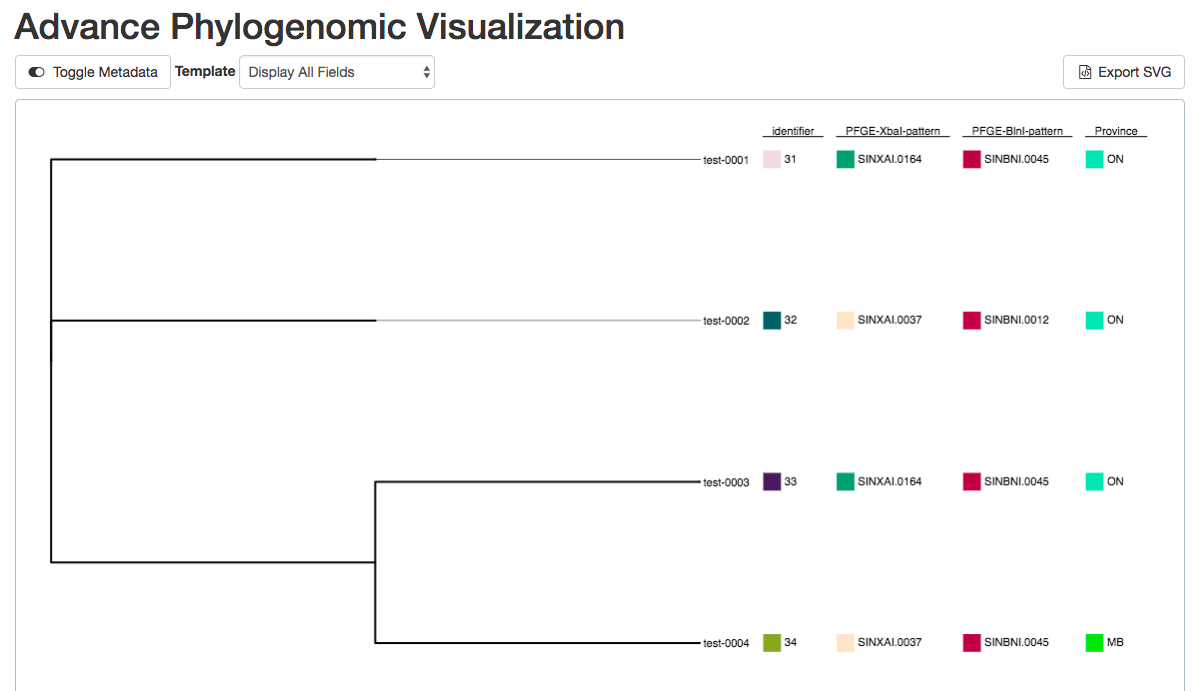 Advance Phylogenomic Visualization
Toggle Metadata Template Display All Fields Export SVG
identifier PFGE-XbaI-pattern PFGE-BlnI-pattern Province
test-0001 31 SINXAI.0164 SINBNI.0045 ON
test-0002 32 SINXAI.0037 SINBNI.0012 ON
test-0003 33 SINXAI.0164 SINBNI.0045 ON
test-0004 34 SINXAI.0037 SINBNI.0045 MB